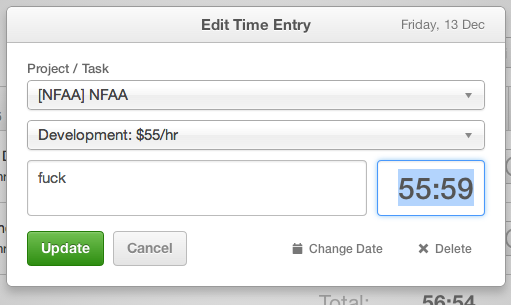 Edit Time Entry
Friday, 13 Dec
Project / Task
[NFAA] NFAA
Development: $55/hr
fuck
55:59
Update
Cancel
Change Date
Delete
Total:
56:54